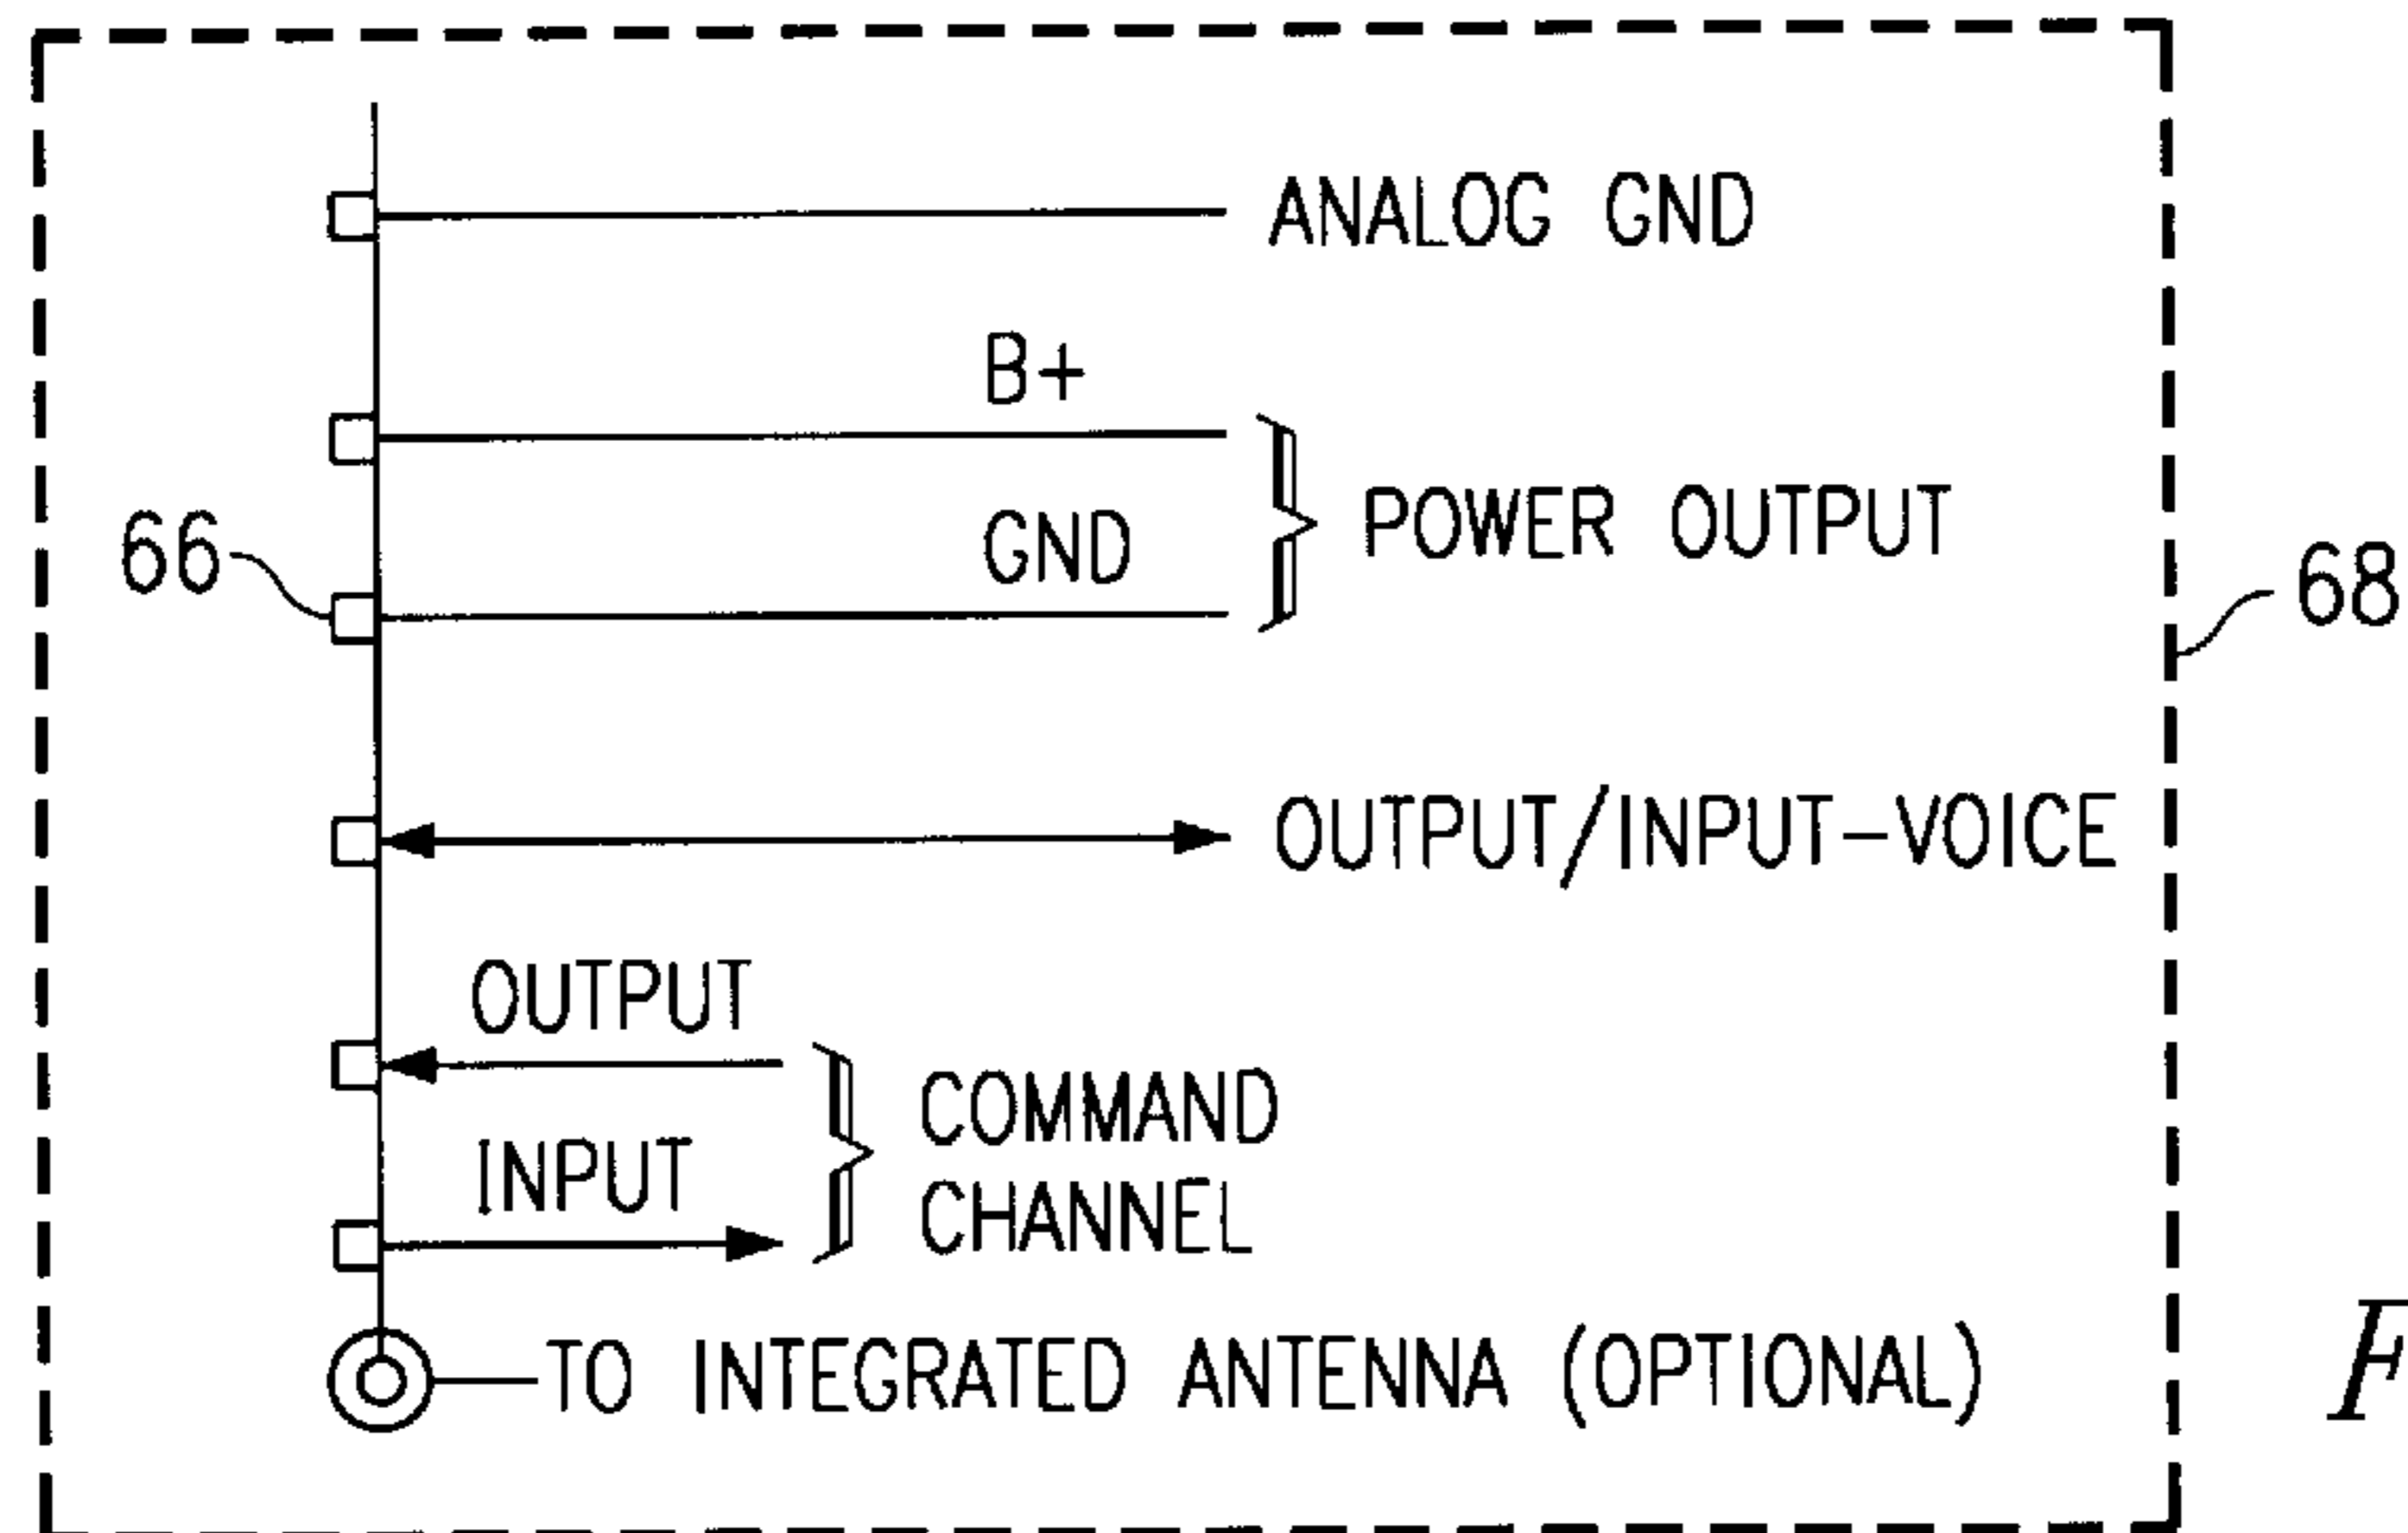 ANALOG GND
B+
GND
POWER OUTPUT
66
68
OUTPUT/INPUT-VOICE
OUTPUT
INPUT
COMMAND
CHANNEL
TO INTEGRATED ANTENNA (OPTIONAL)
F